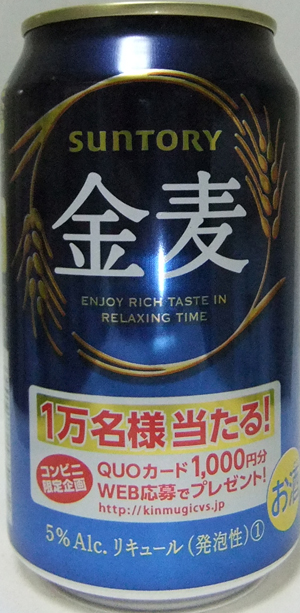 SUNTORY
金麦
ENJOY RICH TASTE IN
RELAXING TIME
1万名様当たる!
コンビニ
限定企画
QUOカード1,000円分
WEB応募でプレゼント!
http://kinmugicvs.jp
お酒
5%Alc. リキュール(発泡性)①